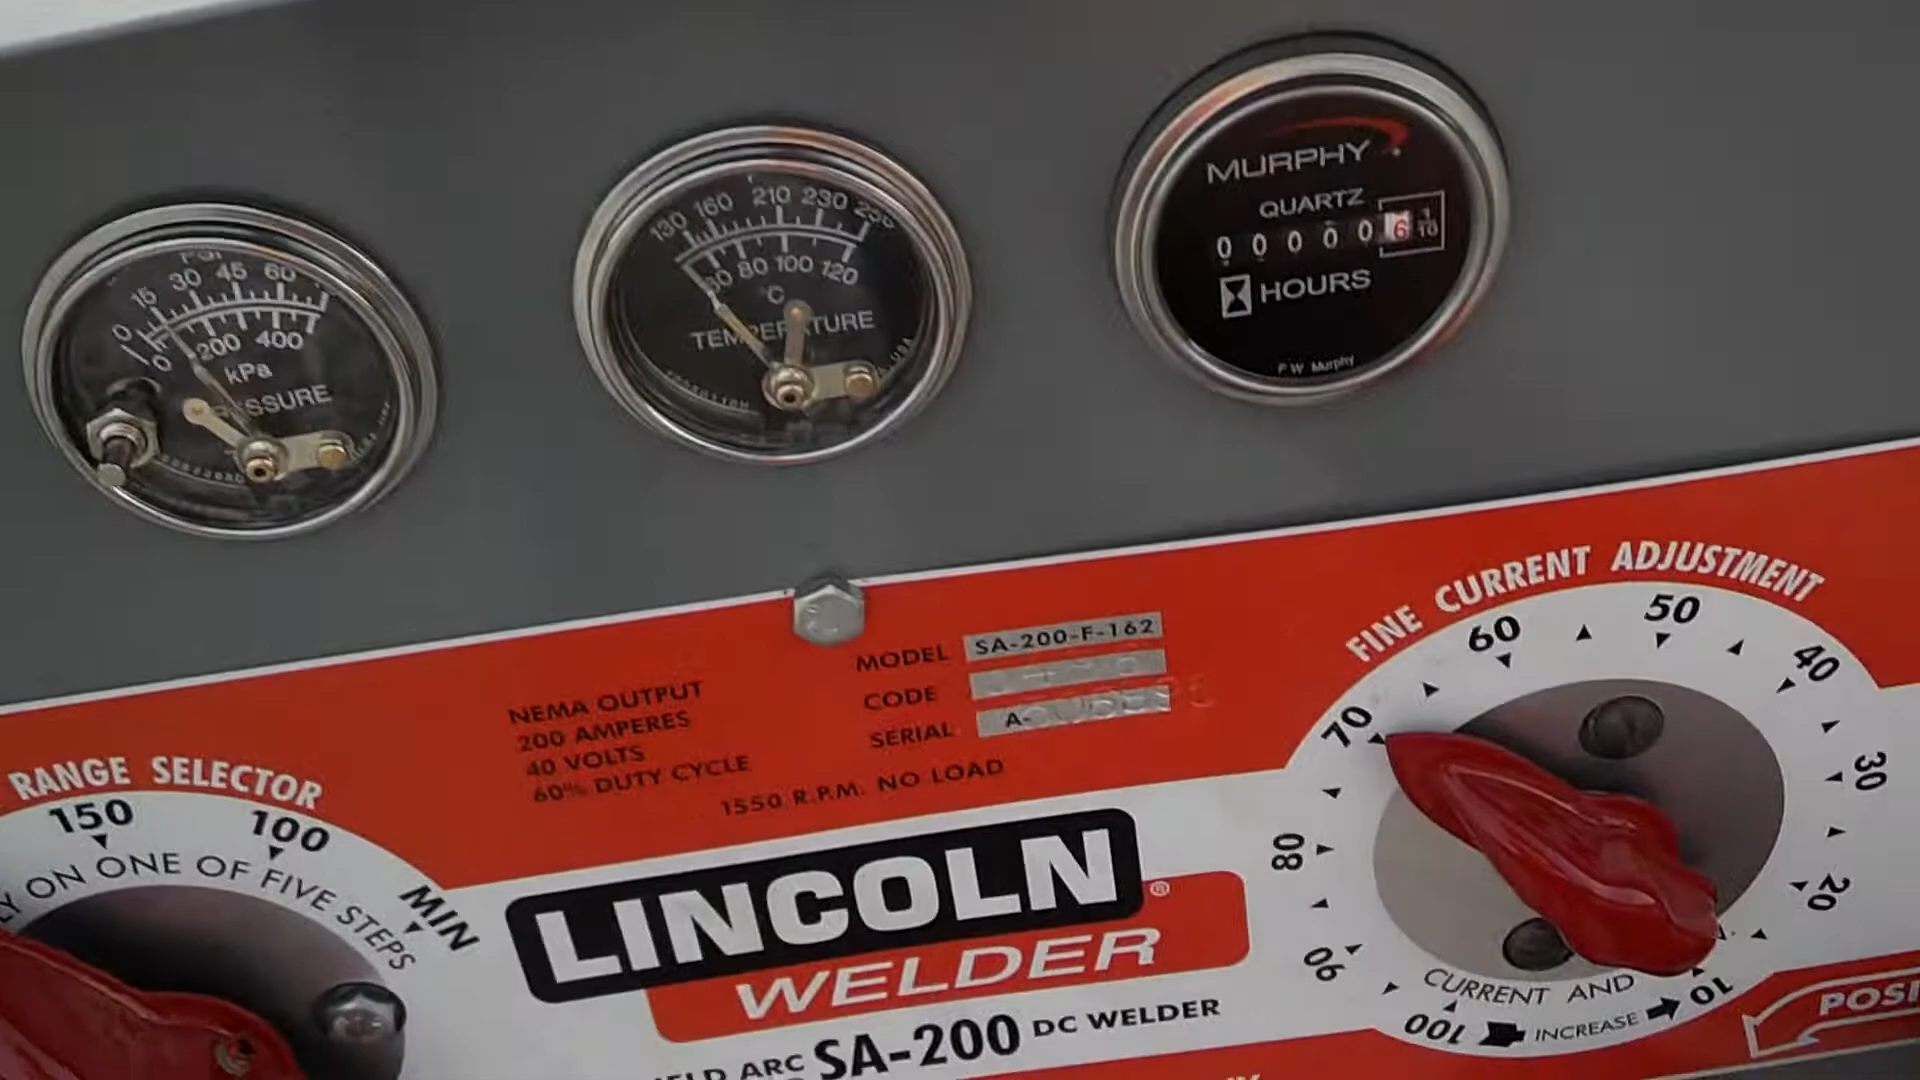 PSI
0 15 30 45 60
0 200 400
kPa
PRESSURE
130 160 210 230 250
80 100 120
°C
TEMPERATURE
USA
MURPHY
QUARTZ
0 0 0 0 0 6 1/10
HOURS
F W Murphy
NEMA OUTPUT
200 AMPERES
40 VOLTS
60% DUTY CYCLE
MODEL SA-200-F-162
CODE
SERIAL A-
1550 R.P.M. NO LOAD
RANGE SELECTOR
150 100 MIN
ON ONE OF FIVE STEPS
LINCOLN®
WELDER
ARC SA-200 DC WELDER
FINE CURRENT ADJUSTMENT
100 90 80 70 60 50 40 30 20 10
CURRENT AND
INCREASE